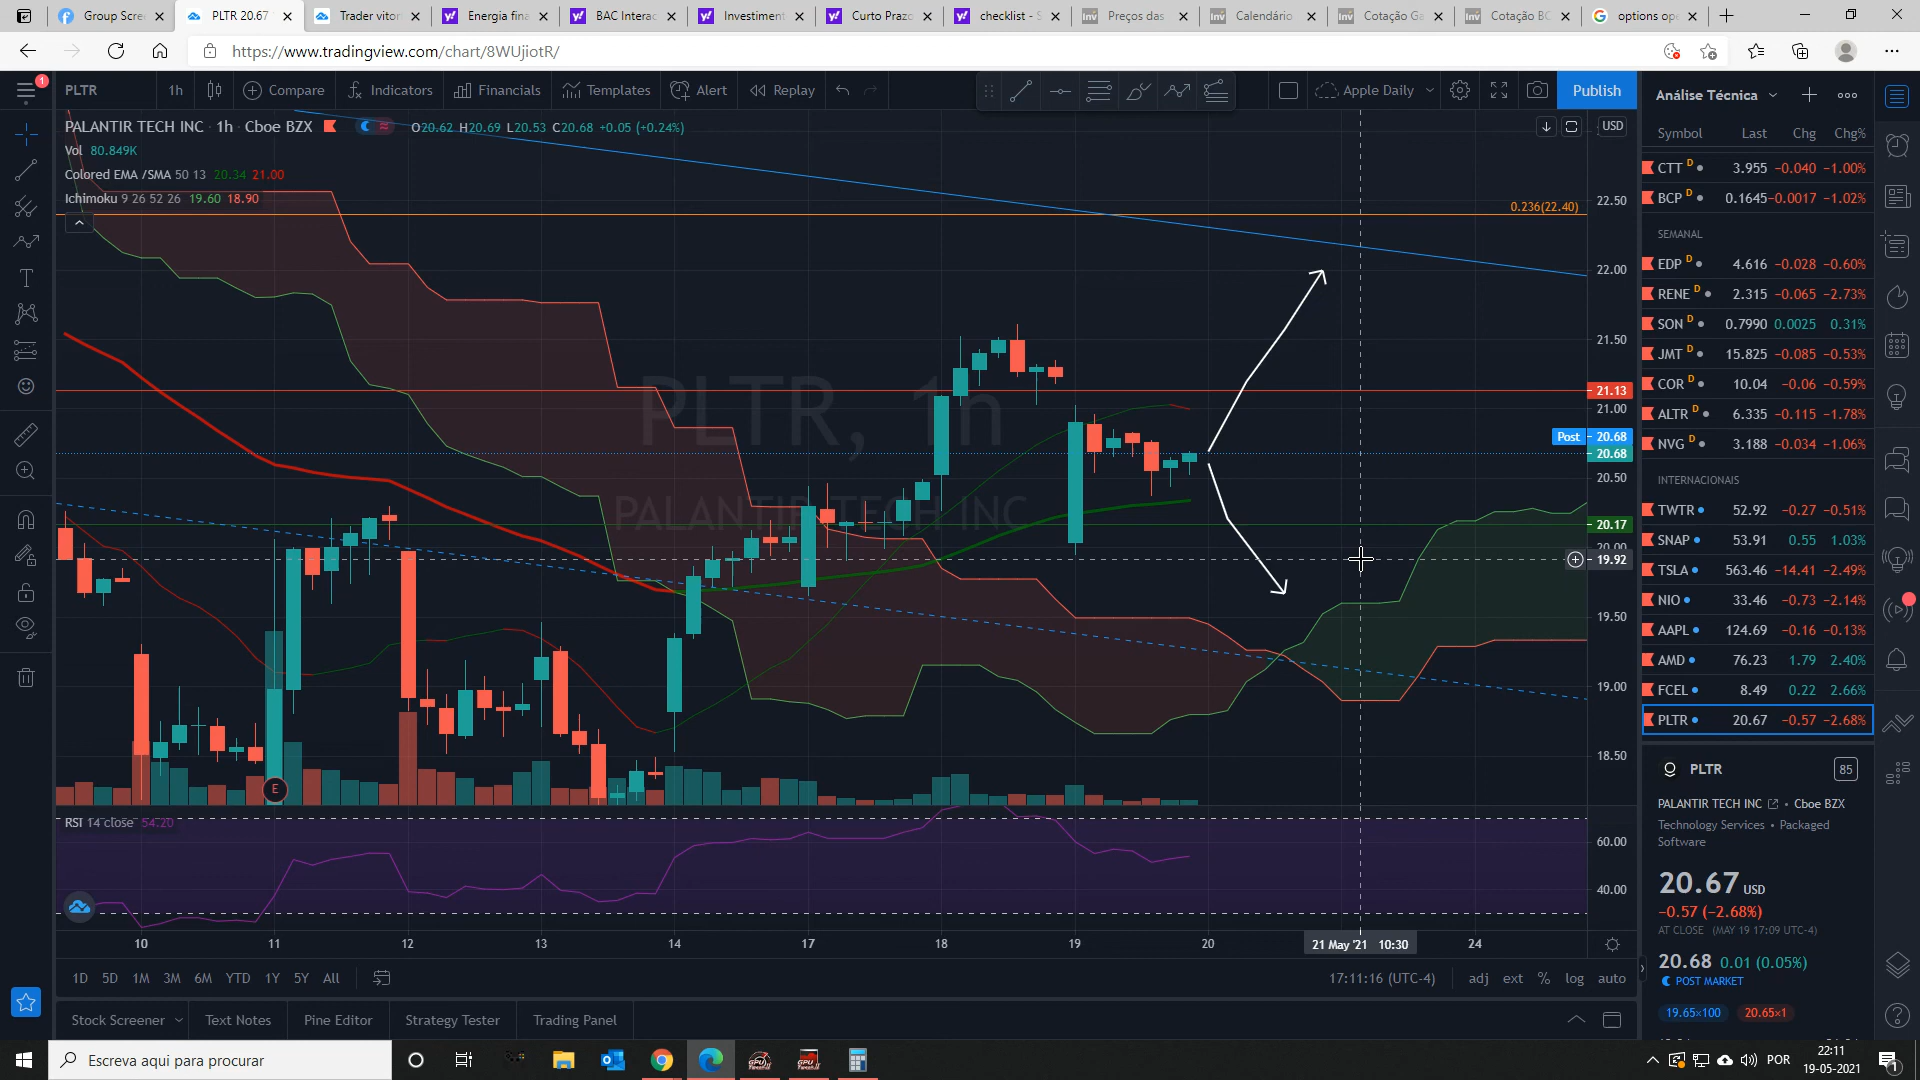 Group Scree
PLTR 20.67
Trader vitor
Energia fina
BAC Interac
Investimen
Curto Prazo
checklist - S
Preços das
Calendário
Cotação Ga
Cotação BC
options ope
https://www.tradingview.com/chart/8WUjiotR/
1
PLTR
1h
Compare
Indicators
Financials
Templates
Alert
Replay
Apple Daily
Publish
PALANTIR TECH INC · 1h · Cboe BZX
O20.62 H20.69 L20.53 C20.68 +0.05 (+0.24%)
USD
Vol 80.849K
Colored EMA /SMA 50 13 20.34 21.00
Ichimoku 9 26 52 26 19.60 18.90
0.236(22.40)
PLTR, 1h
PALANTIR TECH INC
22.50
22.00
21.50
21.13
21.00
Post 20.68
20.68
20.50
20.17
20.00
19.92
19.50
19.00
18.50
E
RSI 14 close 54.20
60.00
40.00
10 11 12 13 14 17 18 19 20 21 May '21 10:30 24
1D 5D 1M 3M 6M YTD 1Y 5Y All
17:11:16 (UTC-4) adj ext % log auto
Stock Screener Text Notes Pine Editor Strategy Tester Trading Panel
Análise Técnica
Symbol Last Chg Chg%
CTT D 3.955 −0.040 −1.00%
BCP D 0.1645 −0.0017 −1.02%
SEMANAL
EDP D 4.616 −0.028 −0.60%
RENE D 2.315 −0.065 −2.73%
SON D 0.7990 0.0025 0.31%
JMT D 15.825 −0.085 −0.53%
COR D 10.04 −0.06 −0.59%
ALTR D 6.335 −0.115 −1.78%
NVG D 3.188 −0.034 −1.06%
INTERNACIONAIS
TWTR 52.92 −0.27 −0.51%
SNAP 53.91 0.55 1.03%
TSLA 563.46 −14.41 −2.49%
NIO 33.46 −0.73 −2.14%
AAPL 124.69 −0.16 −0.13%
AMD 76.23 1.79 2.40%
FCEL 8.49 0.22 2.66%
PLTR 20.67 −0.57 −2.68%
PLTR 85
PALANTIR TECH INC • Cboe BZX
Technology Services • Packaged
Software
20.67 USD
−0.57 (−2.68%)
AT CLOSE (MAY 19 17:09 UTC-4)
20.68 0.01 (0.05%)
POST MARKET
19.65×100 20.65×1
Escreva aqui para procurar
POR
22:11
19-05-2021
1